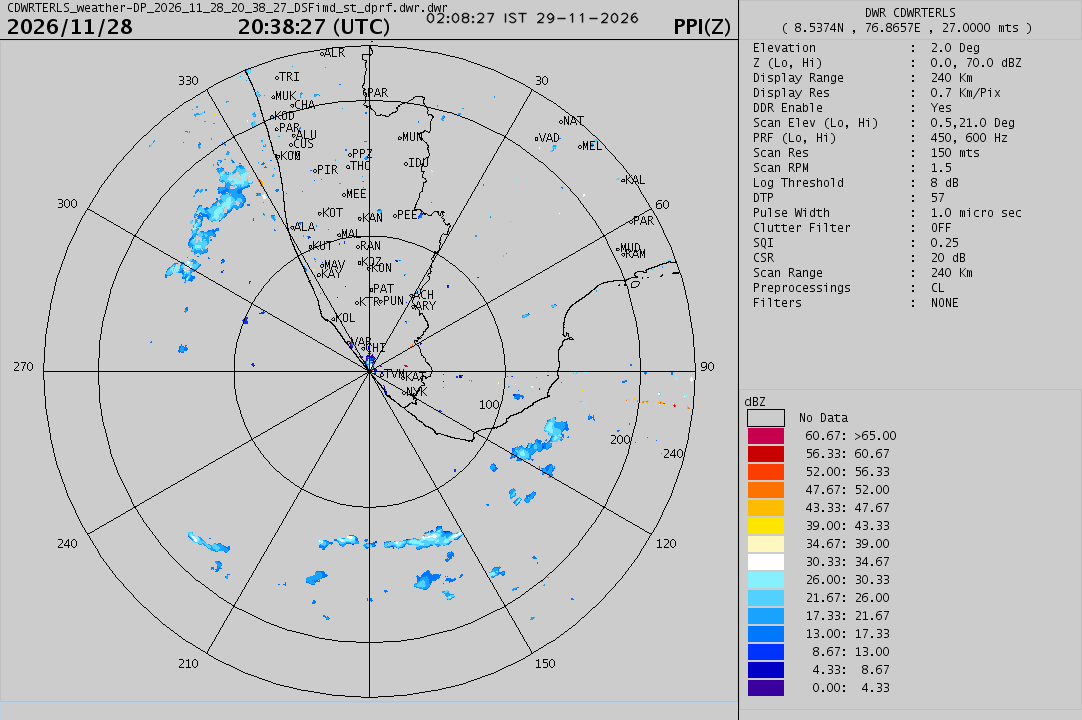 CDWRTERLS_weather-DP_2026_11_28_20_38_27_DSFimd_st_dprf.dwr.dwr
2026/11/28 20:38:27 (UTC) 02:08:27 IST 29-11-2026 PPI(Z)
DWR CDWRTERLS
( 8.5374N , 76.8657E , 27.0000 mts )
Elevation : 2.0 Deg
Z (Lo, Hi) : 0.0, 70.0 dBZ
Display Range : 240 Km
Display Res : 0.7 Km/Pix
DDR Enable : Yes
Scan Elev (Lo, Hi) : 0.5,21.0 Deg
PRF (Lo, Hi) : 450, 600 Hz
Scan Res : 150 mts
Scan RPM : 1.5
Log Threshold : 8 dB
DTP : 57
Pulse Width : 1.0 micro sec
Clutter Filter : OFF
SQI : 0.25
CSR : 20 dB
Scan Range : 240 Km
Preprocessings : CL
Filters : NONE
dBZ
No Data
60.67: >65.00
56.33: 60.67
52.00: 56.33
47.67: 52.00
43.33: 47.67
39.00: 43.33
34.67: 39.00
30.33: 34.67
26.00: 30.33
21.67: 26.00
17.33: 21.67
13.00: 17.33
8.67: 13.00
4.33: 8.67
0.00: 4.33
ALR
330 TRI 30
MUK PAR
CHA
KOD NAT
PAR
ALU MUN VAD
CUS MEL
PPZ
IDU
PIR THO
KAL
MEE
300 60
KOT KAN PEE PAR
ALA MAL
KUT RAN MUD
RAM
KOZ
MAV KON
KAY
PAT
ACH
KTR PUN ARY
KOL
VAR
CHI
270 90
TVM KAT
NYK
100
200
240
240 120
210 150